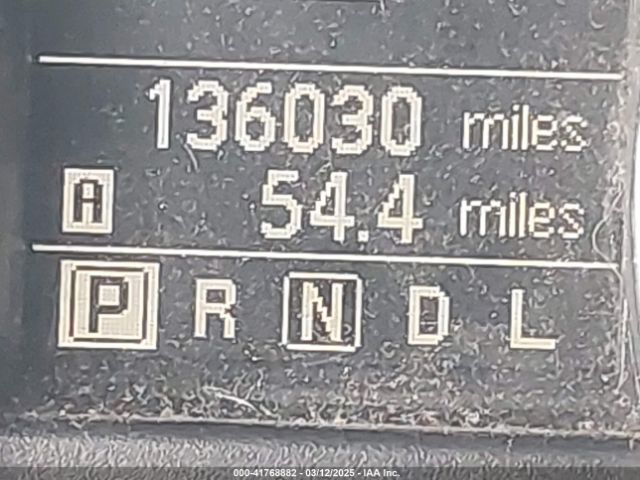 136030 miles
A 54.4 miles
P R N D L
000-41768882 - 03/12/2025 - IAA Inc.